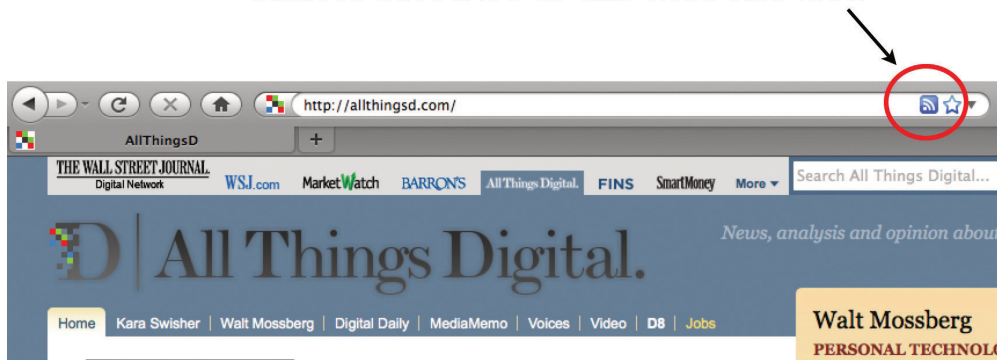 http://allthingsd.com/
AllThingsD +
THE WALL STREET JOURNAL.
Digital Network
WSJ.com MarketWatch BARRON'S All Things Digital. FINS SmartMoney More Search All Things Digital...
D All Things Digital.
News, analysis and opinion about
Home Kara Swisher Walt Mossberg Digital Daily MediaMemo Voices Video D8 Jobs
Walt Mossberg
PERSONAL